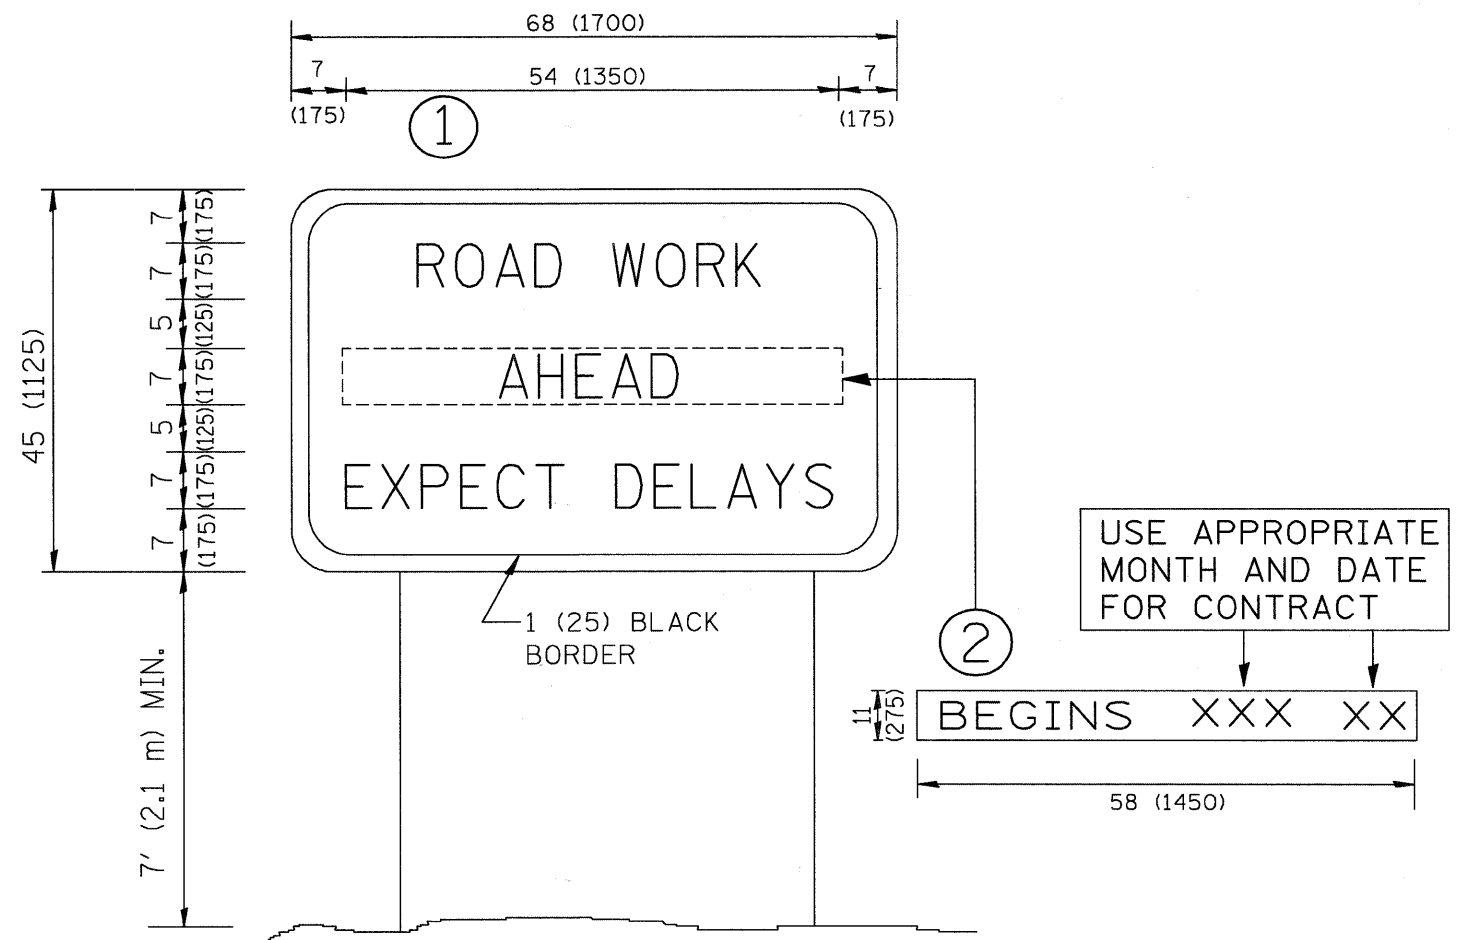 68 (1700)
7
54 (1350)
7
(175)
(175)
1
ROAD WORK
AHEAD
EXPECT DELAYS
45 (1125)
7
(175)
7
(175)
5
(125)
7
(175)
5
(125)
7
(175)
7
(175)
7' (2.1 m) MIN.
1 (25) BLACK
BORDER
2
USE APPROPRIATE
MONTH AND DATE
FOR CONTRACT
11
(275)
BEGINS XXX XX
58 (1450)